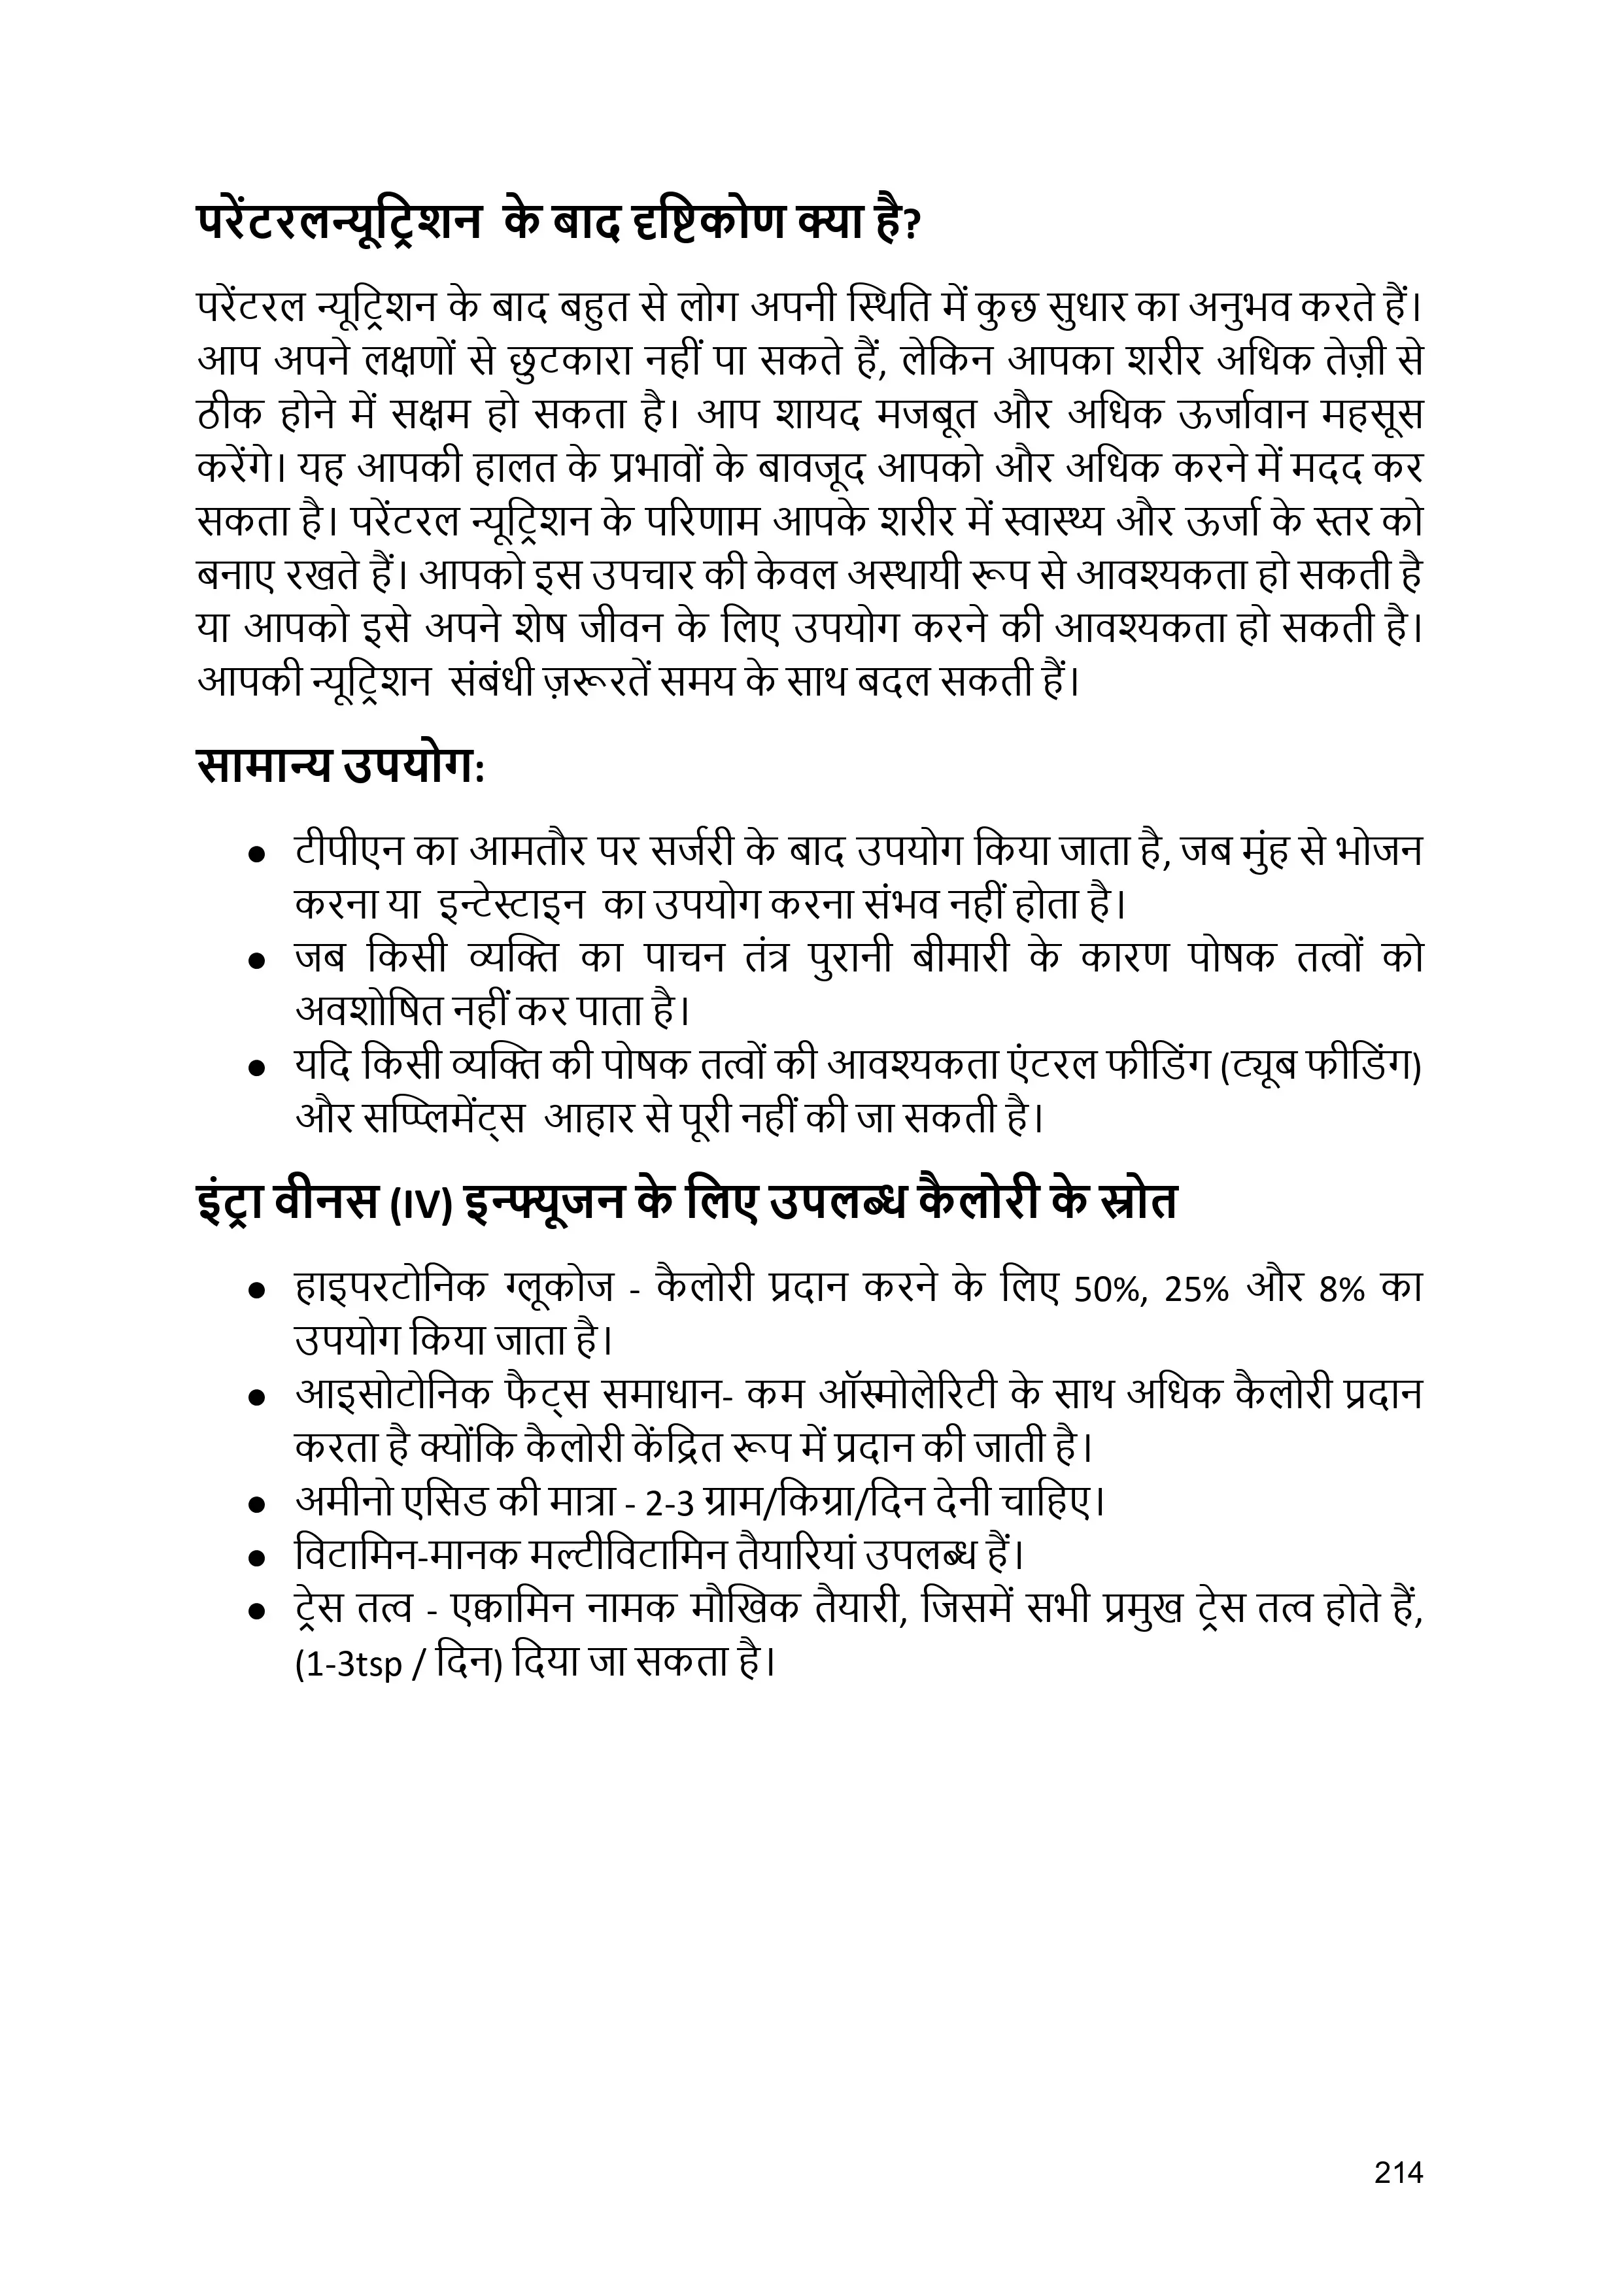 परेंटरलन्यूट्रिशन के बाद दृष्टिकोण क्या है?
परेंटरल न्यूट्रिशन के बाद बहुत से लोग अपनी स्थिति में कुछ सुधार का अनुभव करते हैं।
आप अपने लक्षणों से छुटकारा नहीं पा सकते हैं, लेकिन आपका शरीर अधिक तेज़ी से
ठीक होने में सक्षम हो सकता है। आप शायद मजबूत और अधिक ऊर्जावान महसूस
करेंगे। यह आपकी हालत के प्रभावों के बावजूद आपको और अधिक करने में मदद कर
सकता है। परेंटरल न्यूट्रिशन के परिणाम आपके शरीर में स्वास्थ्य और ऊर्जा के स्तर को
बनाए रखते हैं। आपको इस उपचार की केवल अस्थायी रूप से आवश्यकता हो सकती है
या आपको इसे अपने शेष जीवन के लिए उपयोग करने की आवश्यकता हो सकती है।
आपकी न्यूट्रिशन संबंधी ज़रूरतें समय के साथ बदल सकती हैं।
सामान्य उपयोग:
● टीपीएन का आमतौर पर सर्जरी के बाद उपयोग किया जाता है, जब मुंह से भोजन
करना या इन्टेस्टाइन का उपयोग करना संभव नहीं होता है।
● जब किसी व्यक्ति का पाचन तंत्र पुरानी बीमारी के कारण पोषक तत्वों को
अवशोषित नहीं कर पाता है।
● यदि किसी व्यक्ति की पोषक तत्वों की आवश्यकता एंटरल फीडिंग (ट्यूब फीडिंग)
और सप्प्लिमेंट्स आहार से पूरी नहीं की जा सकती है।
इंट्रा वीनस (IV) इन्फ्यूजन के लिए उपलब्ध कैलोरी के स्रोत
● हाइपरटोनिक ग्लूकोज - कैलोरी प्रदान करने के लिए 50%, 25% और 8% का
उपयोग किया जाता है।
● आइसोटोनिक फैट्स समाधान- कम ऑस्मोलेरिटी के साथ अधिक कैलोरी प्रदान
करता है क्योंकि कैलोरी केंद्रित रूप में प्रदान की जाती है।
● अमीनो एसिड की मात्रा - 2-3 ग्राम/किग्रा/दिन देनी चाहिए।
● विटामिन-मानक मल्टीविटामिन तैयारियां उपलब्ध हैं।
● ट्रेस तत्व - एक्वामिन नामक मौखिक तैयारी, जिसमें सभी प्रमुख ट्रेस तत्व होते हैं,
(1-3tsp / दिन) दिया जा सकता है।
214